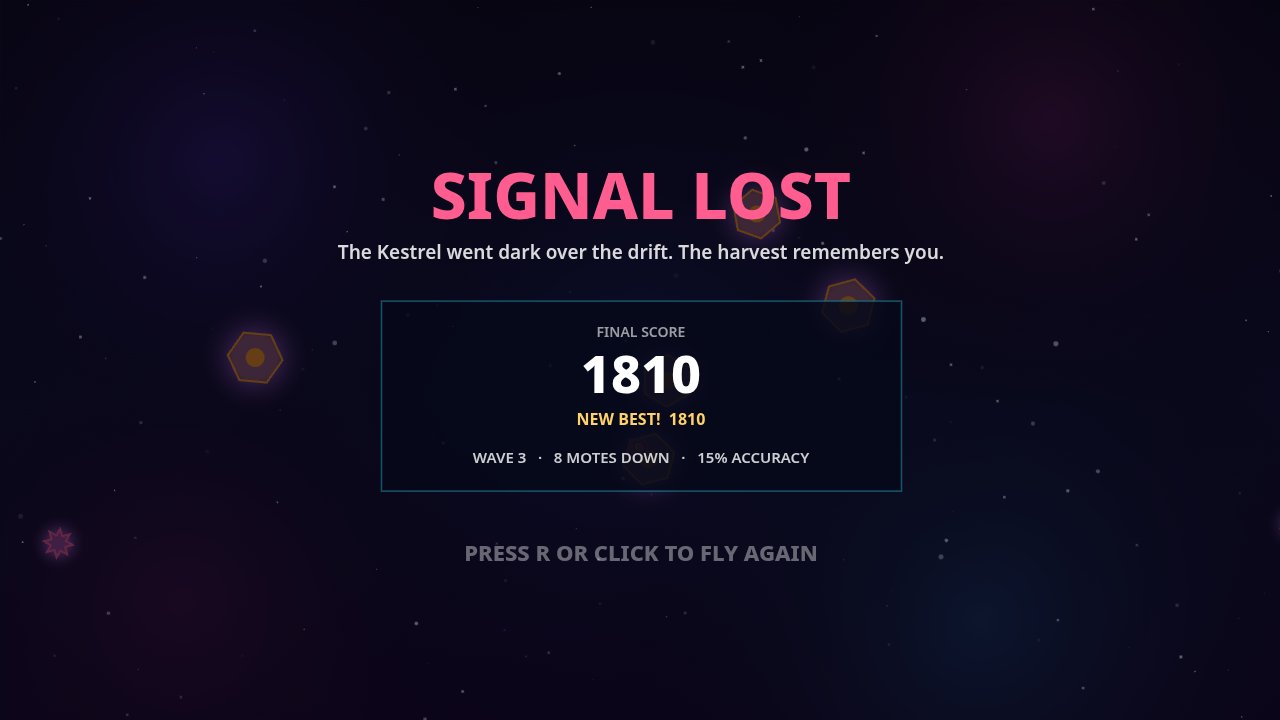 SIGNAL LOST
The Kestrel went dark over the drift. The harvest remembers you.
FINAL SCORE
1810
NEW BEST! 1810
WAVE 3 · 8 MOTES DOWN · 15% ACCURACY
PRESS R OR CLICK TO FLY AGAIN